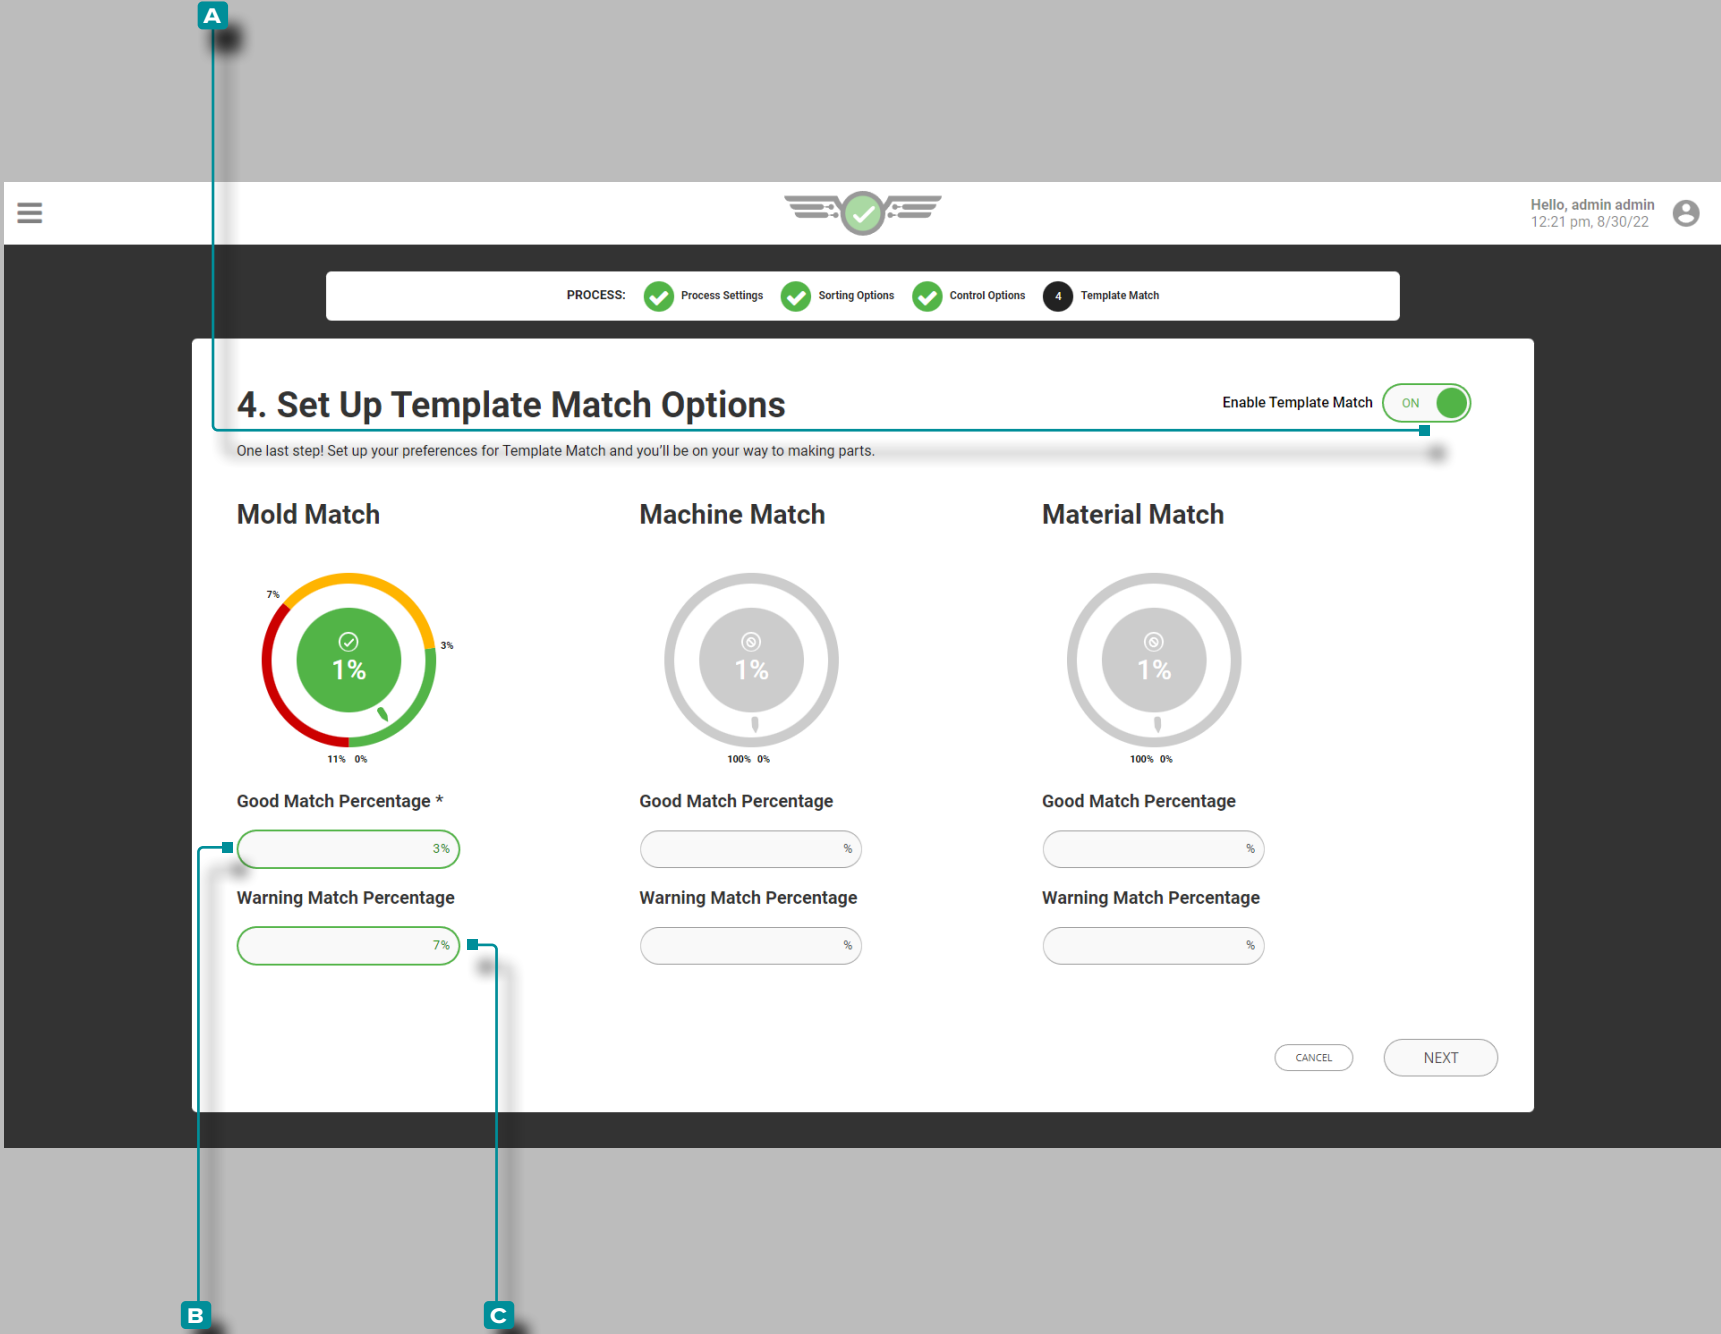 A
Hello, admin admin
12:21 pm, 8/30/22
PROCESS: Process Settings Sorting Options Control Options 4 Template Match
4. Set Up Template Match Options
Enable Template Match ON
One last step! Set up your preferences for Template Match and you'll be on your way to making parts.
Mold Match Machine Match Material Match
7%
3%
1% 1% 1%
11% 0% 100% 0% 100% 0%
Good Match Percentage * Good Match Percentage Good Match Percentage
3% % %
Warning Match Percentage Warning Match Percentage Warning Match Percentage
7% % %
CANCEL NEXT
B C